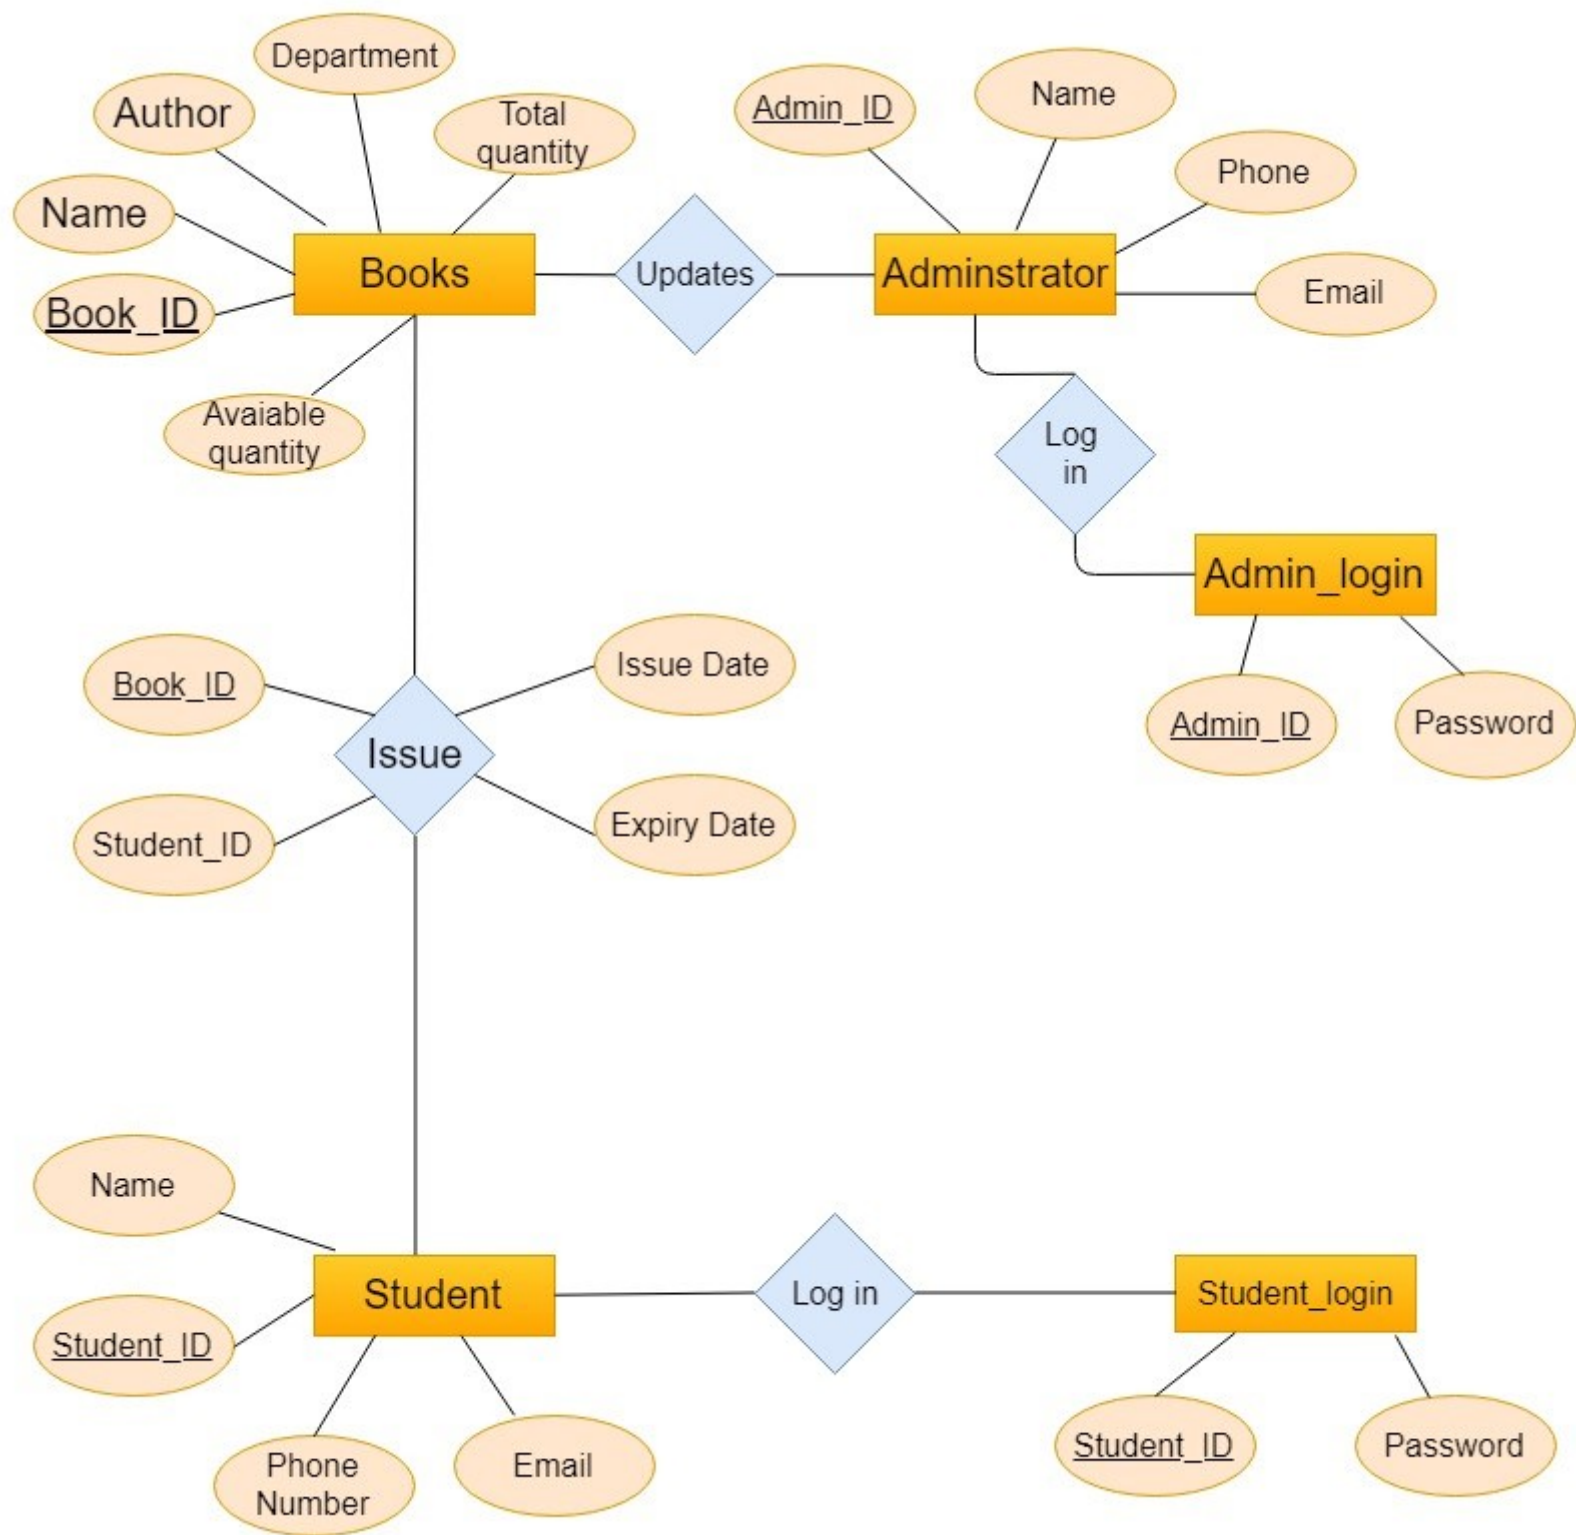 Department
Author
Total
quantity
Name
Book_ID
Books
Avaiable
quantity
Updates
Admin_ID
Name
Phone
Email
Adminstrator
Log
in
Admin_login
Admin_ID
Password
Book_ID
Issue Date
Issue
Student_ID
Expiry Date
Name
Student
Student_ID
Phone
Number
Email
Log in
Student_login
Student_ID
Password